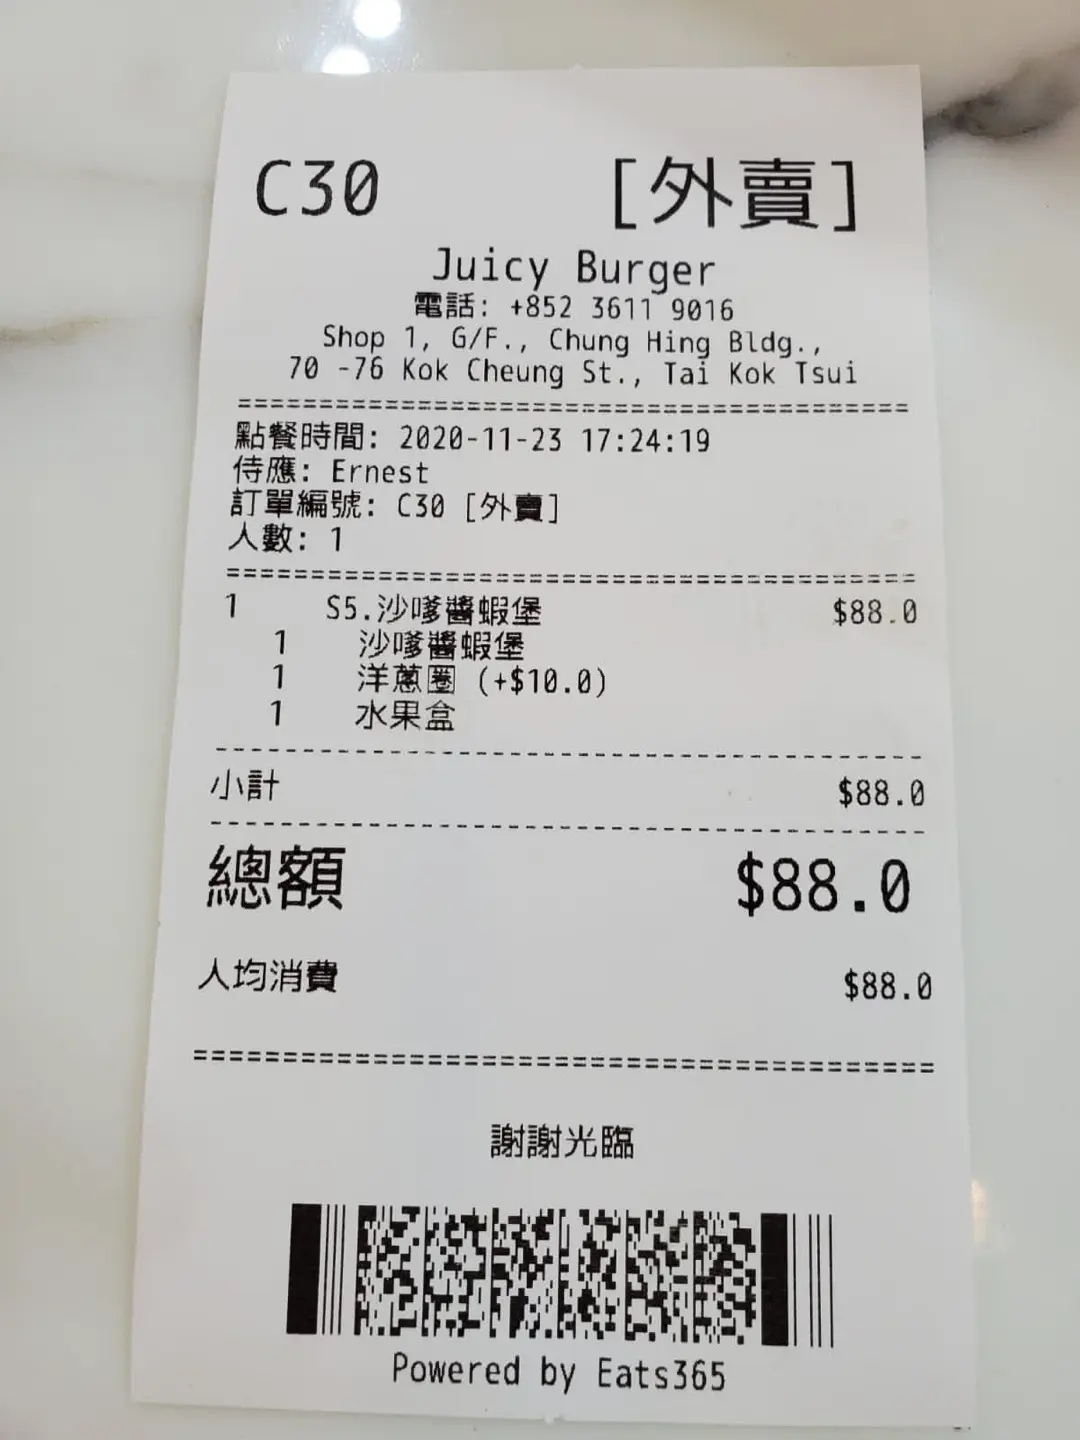 C30 [外賣]
Juicy Burger
電話: +852 3611 9016
Shop 1, G/F., Chung Hing Bldg.,
70 -76 Kok Cheung St., Tai Kok Tsui
========================================
點餐時間: 2020-11-23 17:24:19
侍應: Ernest
訂單編號: C30 [外賣]
人數: 1
========================================
1 S5.沙嗲醬蝦堡 $88.0
1 沙嗲醬蝦堡
1 洋蔥圈 (+$10.0)
1 水果盒
----------------------------------------
小計 $88.0
----------------------------------------
總額 $88.0
人均消費 $88.0
========================================
謝謝光臨
Powered by Eats365